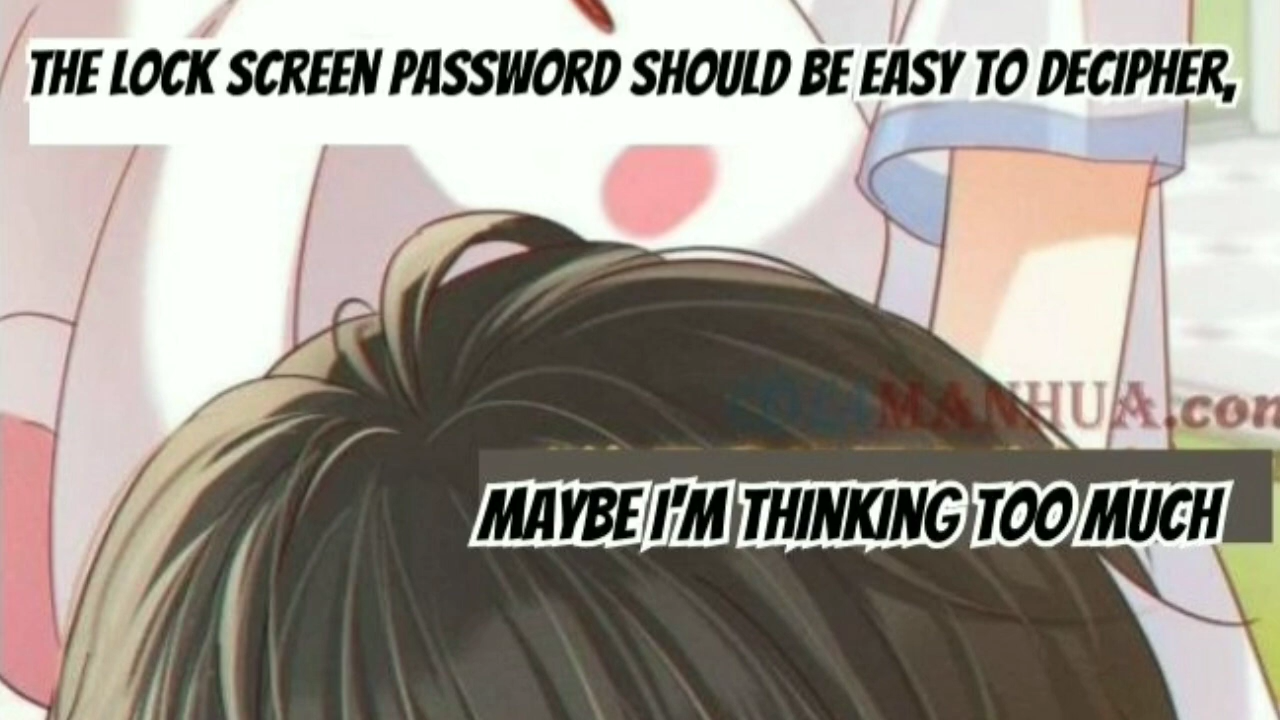 THE LOCK SCREEN PASSWORD SHOULD BE EASY TO DECIPHER,
MANHUA.com
MAYBE I'M THINKING TOO MUCH